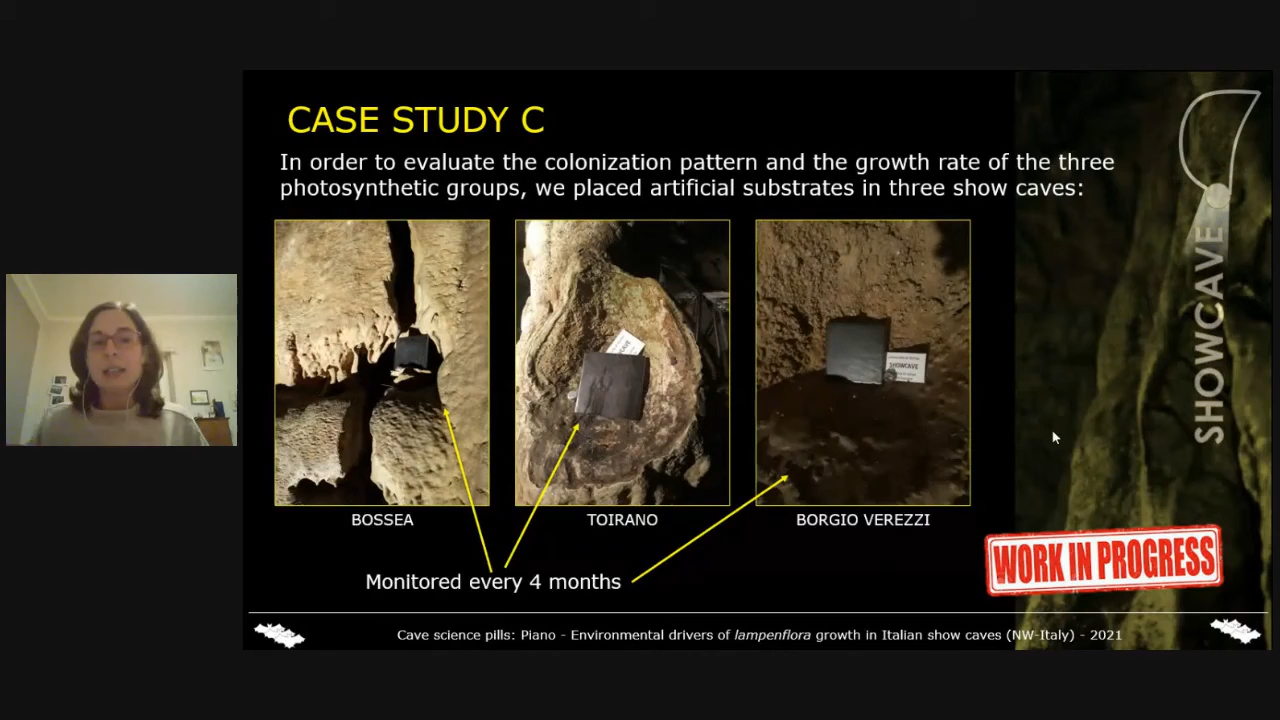 CASE STUDY C
In order to evaluate the colonization pattern and the growth rate of the three
photosynthetic groups, we placed artificial substrates in three show caves:
SHOWCAVE
SHOWCAVE
BOSSEA
TOIRANO
BORGIO VEREZZI
Monitored every 4 months
WORK IN PROGRESS
Cave science pills: Piano - Environmental drivers of lampenflora growth in Italian show caves (NW-Italy) - 2021